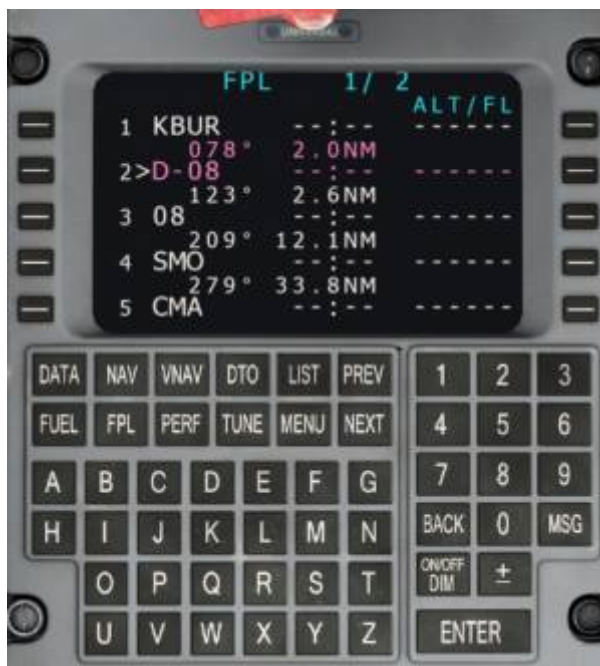 UNIVERSAL
FPL 1/ 2
ALT/FL
1 KBUR --:-- ------
078° 2.0NM
2>D-08 --:-- ------
123° 2.6NM
3 08 --:-- ------
209° 12.1NM
4 SMO --:-- ------
279° 33.8NM
5 CMA --:-- ------
DATA NAV VNAV DTO LIST PREV 1 2 3
FUEL FPL PERF TUNE MENU NEXT 4 5 6
A B C D E F G 7 8 9
H I J K L M N BACK 0 MSG
O P Q R S T ON/OFF DIM ±
U V W X Y Z ENTER